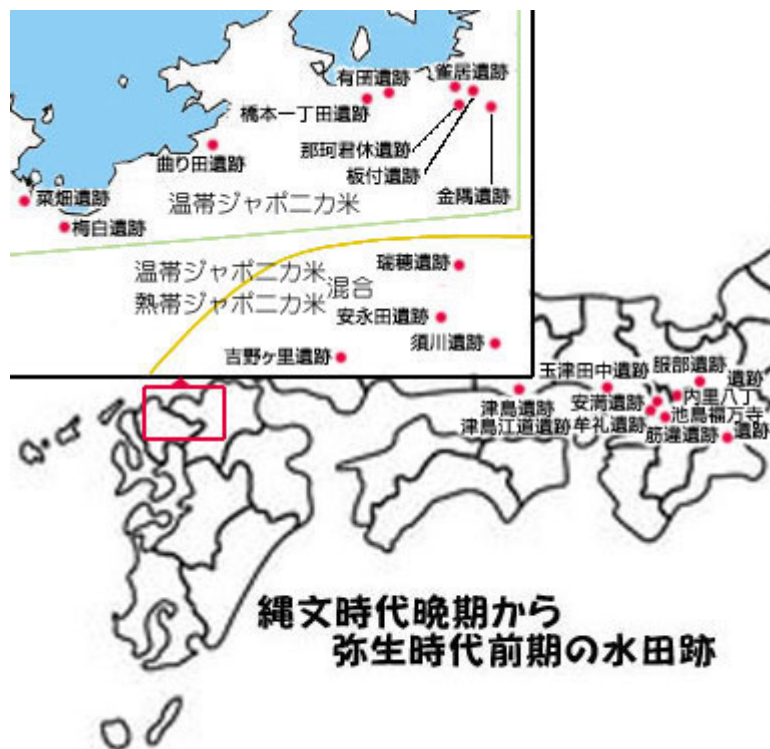 有田遺跡
雀居遺跡
橋本一丁田遺跡
那珂君休遺跡
板付遺跡
曲り田遺跡
金隈遺跡
菜畑遺跡
温帯ジャポニカ米
梅白遺跡
温帯ジャポニカ米
熱帯ジャポニカ米
混合
瑞穂遺跡
安永田遺跡
須川遺跡
吉野ヶ里遺跡
玉津田中遺跡
服部遺跡
遺跡
津島遺跡
安満遺跡
内里八丁
津島江道遺跡
牟礼遺跡
池島福万寺
筋違遺跡
遺跡
縄文時代晩期から
弥生時代前期の水田跡